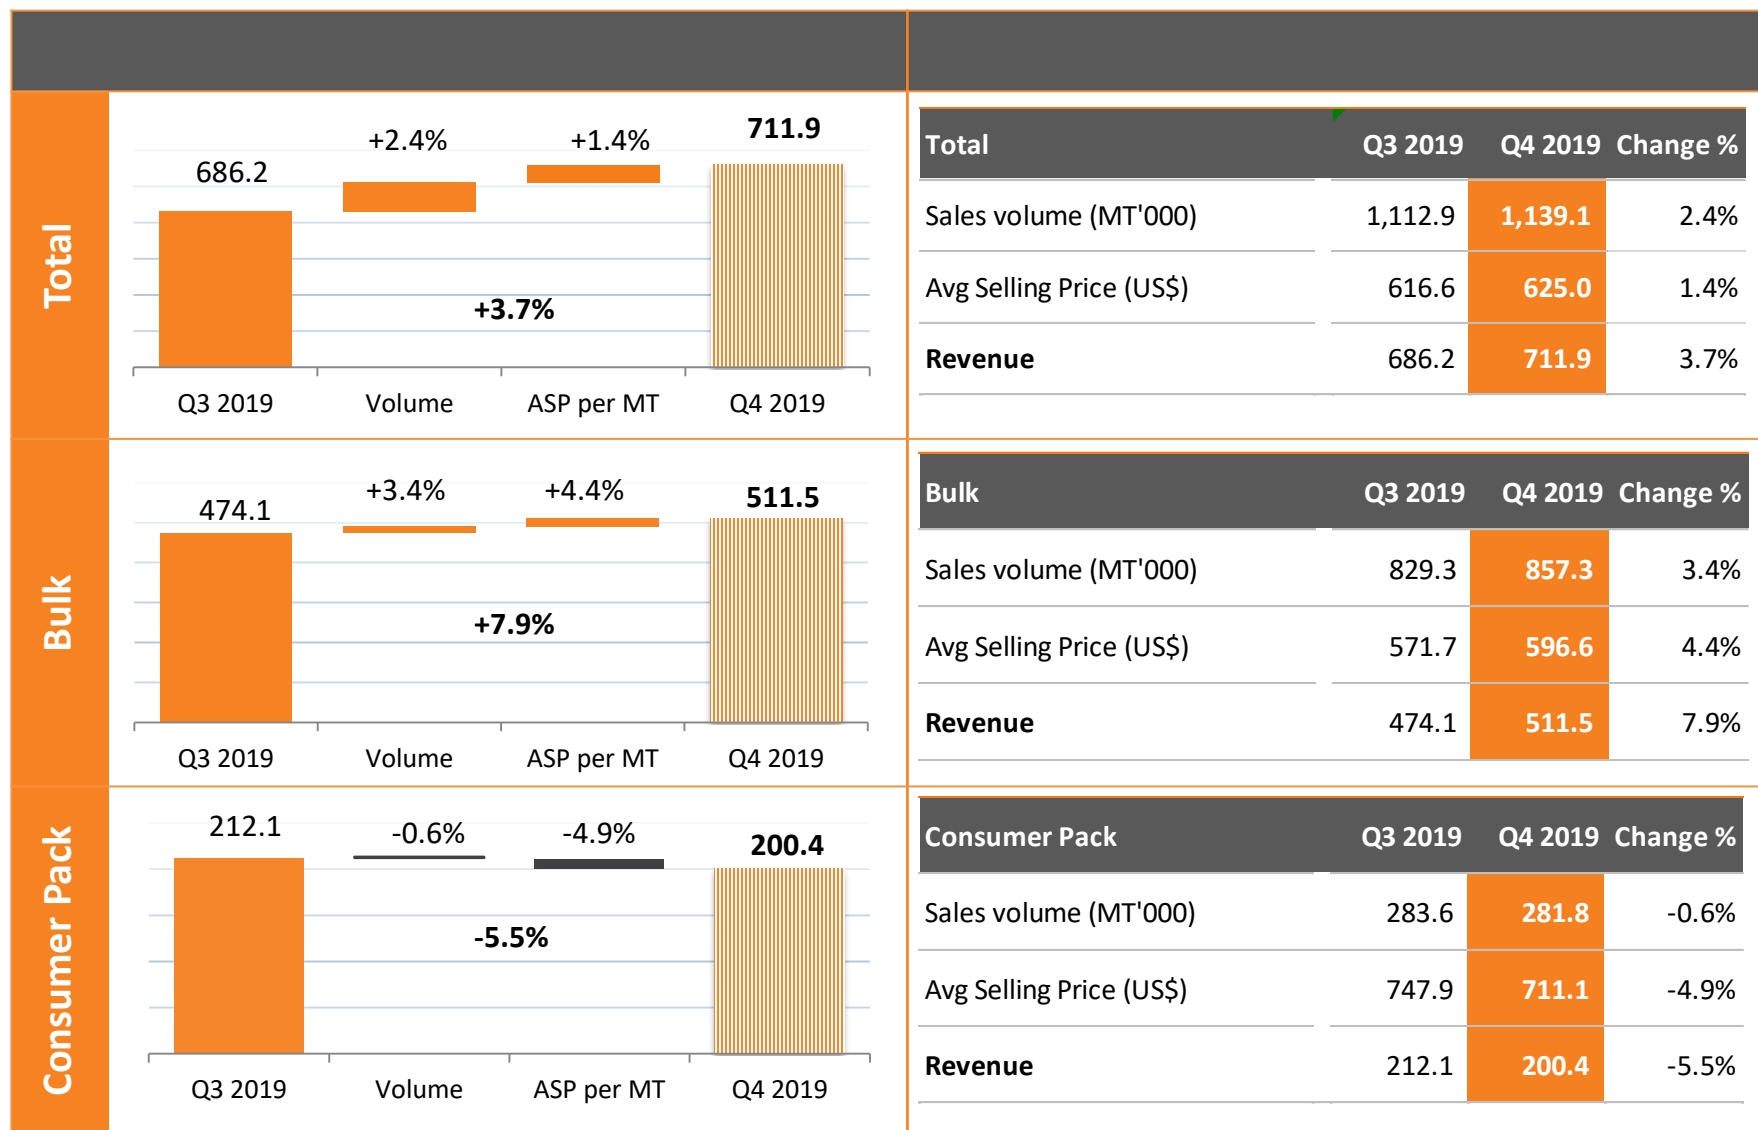 Total
+2.4%
+1.4%
711.9
686.2
+3.7%
Q3 2019 Volume ASP per MT Q4 2019
Total Q3 2019 Q4 2019 Change %
Sales volume (MT'000) 1,112.9 1,139.1 2.4%
Avg Selling Price (US$) 616.6 625.0 1.4%
Revenue 686.2 711.9 3.7%
Bulk
+3.4%
+4.4%
511.5
474.1
+7.9%
Q3 2019 Volume ASP per MT Q4 2019
Bulk Q3 2019 Q4 2019 Change %
Sales volume (MT'000) 829.3 857.3 3.4%
Avg Selling Price (US$) 571.7 596.6 4.4%
Revenue 474.1 511.5 7.9%
Consumer Pack
212.1
-0.6%
-4.9%
200.4
-5.5%
Q3 2019 Volume ASP per MT Q4 2019
Consumer Pack Q3 2019 Q4 2019 Change %
Sales volume (MT'000) 283.6 281.8 -0.6%
Avg Selling Price (US$) 747.9 711.1 -4.9%
Revenue 212.1 200.4 -5.5%